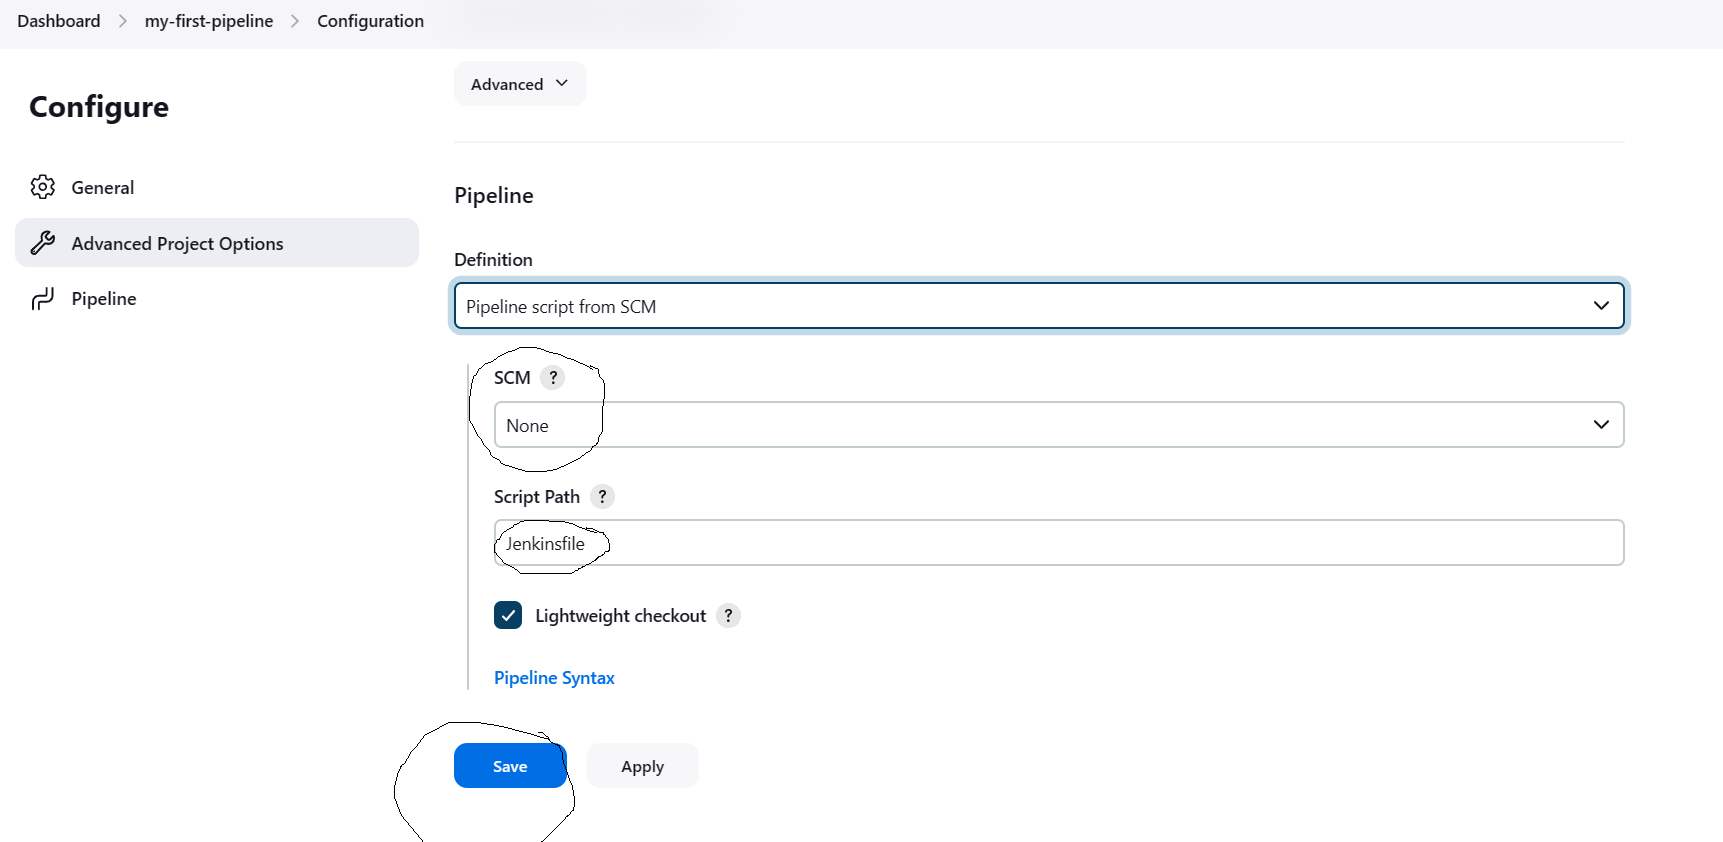 Dashboard > my-first-pipeline > Configuration
Configure
General
Advanced Project Options
Pipeline
Advanced
Pipeline
Definition
Pipeline script from SCM
SCM ?
None
Script Path ?
Jenkinsfile
Lightweight checkout ?
Pipeline Syntax
Save Apply